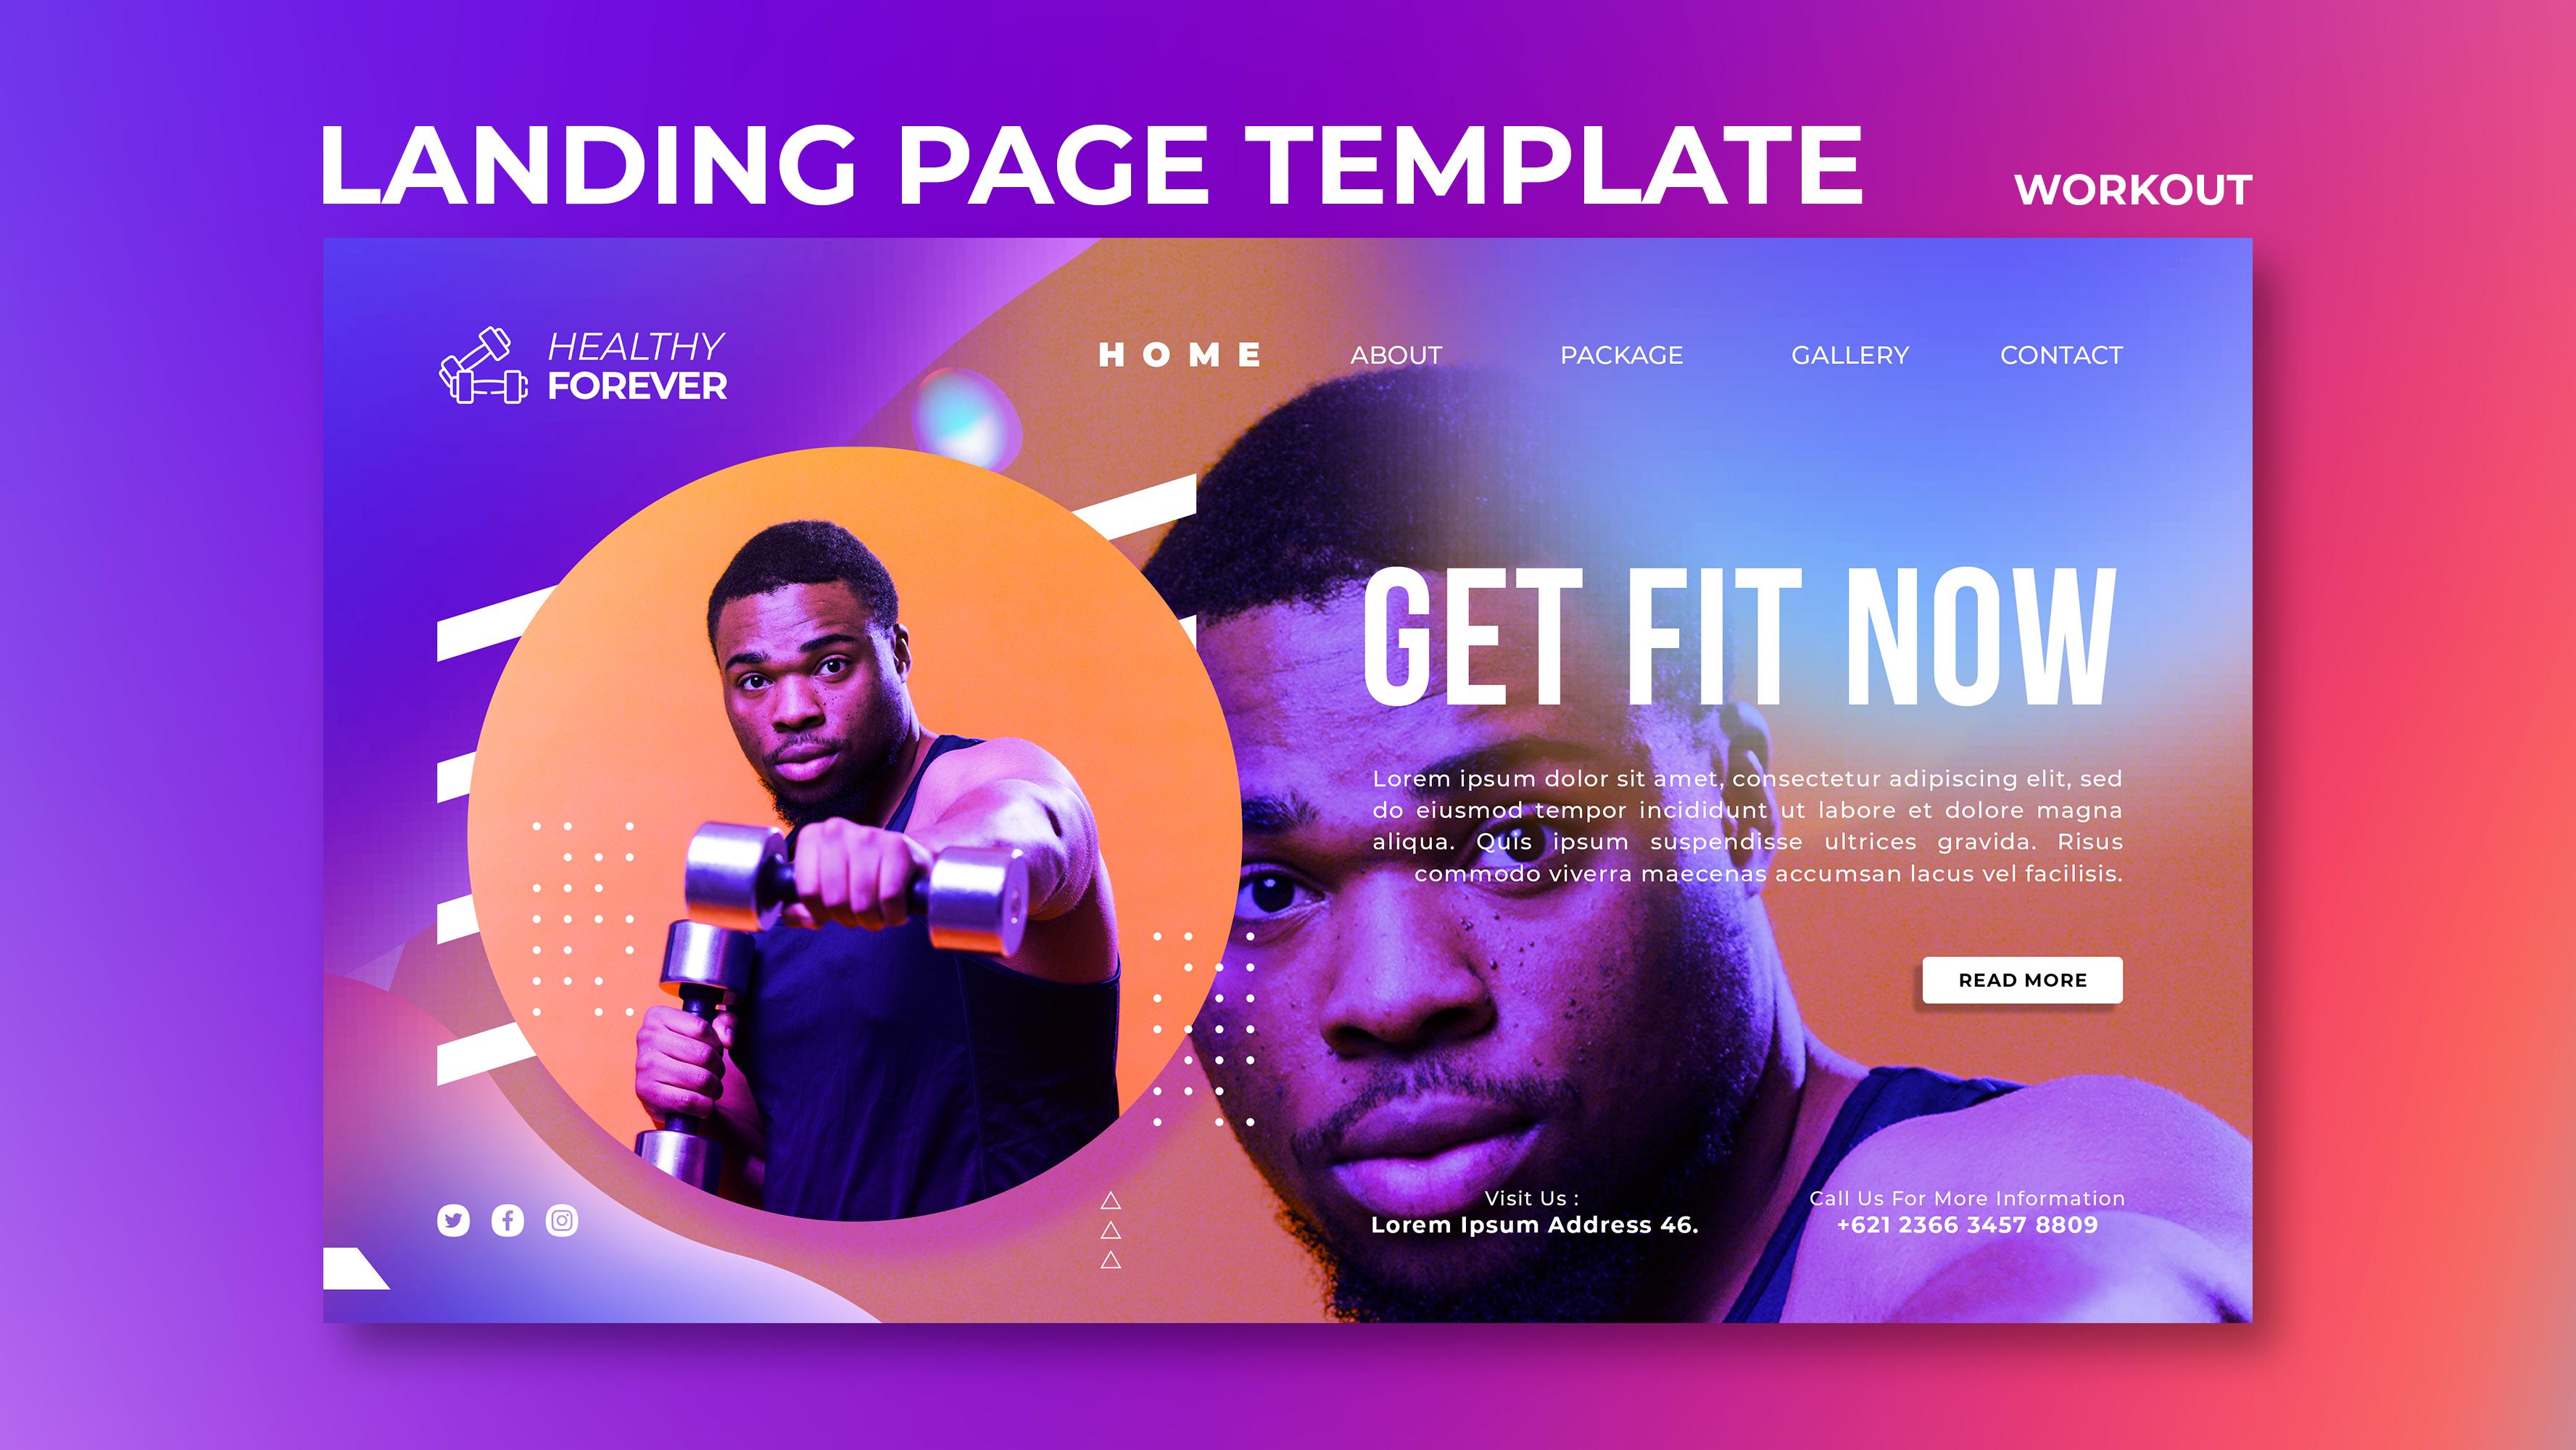 LANDING PAGE TEMPLATE
WORKOUT
HEALTHY
FOREVER
HOME
ABOUT
PACKAGE
GALLERY
CONTACT
GET FIT NOW
Lorem ipsum dolor sit amet, consectetur adipiscing elit, sed
do eiusmod tempor incididunt ut labore et dolore magna
aliqua. Quis ipsum suspendisse ultrices gravida. Risus
commodo viverra maecenas accumsan lacus vel facilisis.
READ MORE
Visit Us :
Lorem Ipsum Address 46.
Call Us For More Information
+621 2366 3457 8809